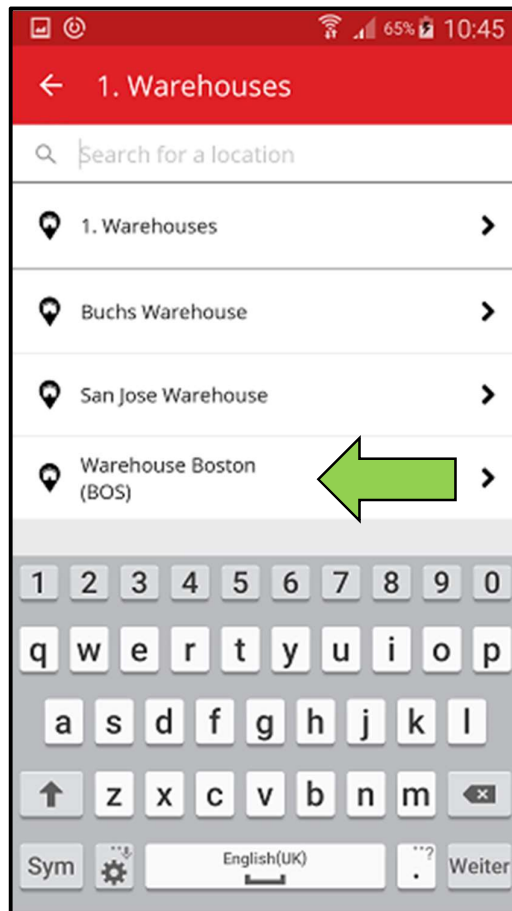 65% 10:45
1. Warehouses
Search for a location
1. Warehouses
Buchs Warehouse
San Jose Warehouse
Warehouse Boston
(BOS)
1 2 3 4 5 6 7 8 9 0
q w e r t y u i o p
a s d f g h j k l
z x c v b n m
Sym English(UK) . ...? Weiter